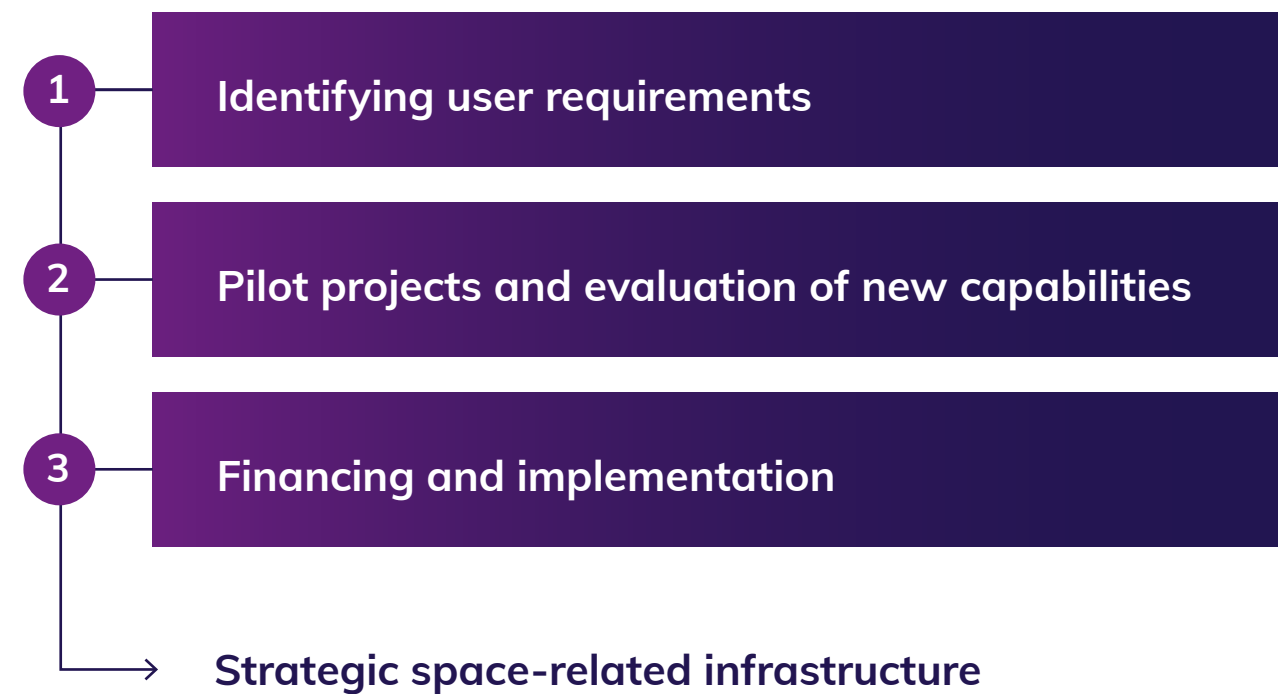 1
Identifying user requirements
2
Pilot projects and evaluation of new capabilities
3
Financing and implementation
Strategic space-related infrastructure